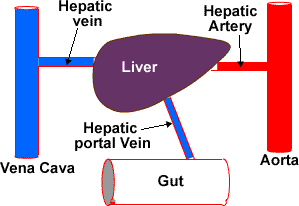 Hepatic
vein
Hepatic
Artery
Liver
Hepatic
portal Vein
Vena Cava
Gut
Aorta